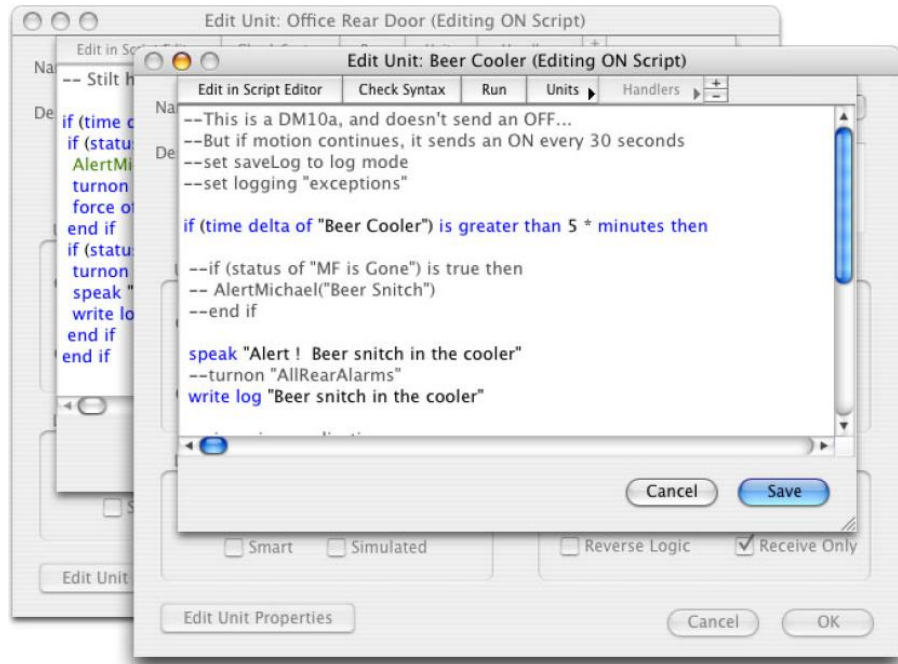 Edit Unit: Office Rear Door (Editing ON Script)
Na
De
-- Stilt h
if (time d
if (statu
AlertMi
turnon
force of
end if
if (statu
turnon
speak "
write lo
end if
end if
Edit Unit
Edit Unit: Beer Cooler (Editing ON Script)
Edit in Script Editor Check Syntax Run Units Handlers + -
Na
De
--This is a DM10a, and doesn't send an OFF...
--But if motion continues, it sends an ON every 30 seconds
--set saveLog to log mode
--set logging "exceptions"
if (time delta of "Beer Cooler") is greater than 5 * minutes then
--if (status of "MF is Gone") is true then
-- AlertMichael("Beer Snitch")
--end if
speak "Alert !  Beer snitch in the cooler"
--turnon "AllRearAlarms"
write log "Beer snitch in the cooler"
Cancel Save
Smart Simulated Reverse Logic Receive Only
Edit Unit Properties Cancel OK